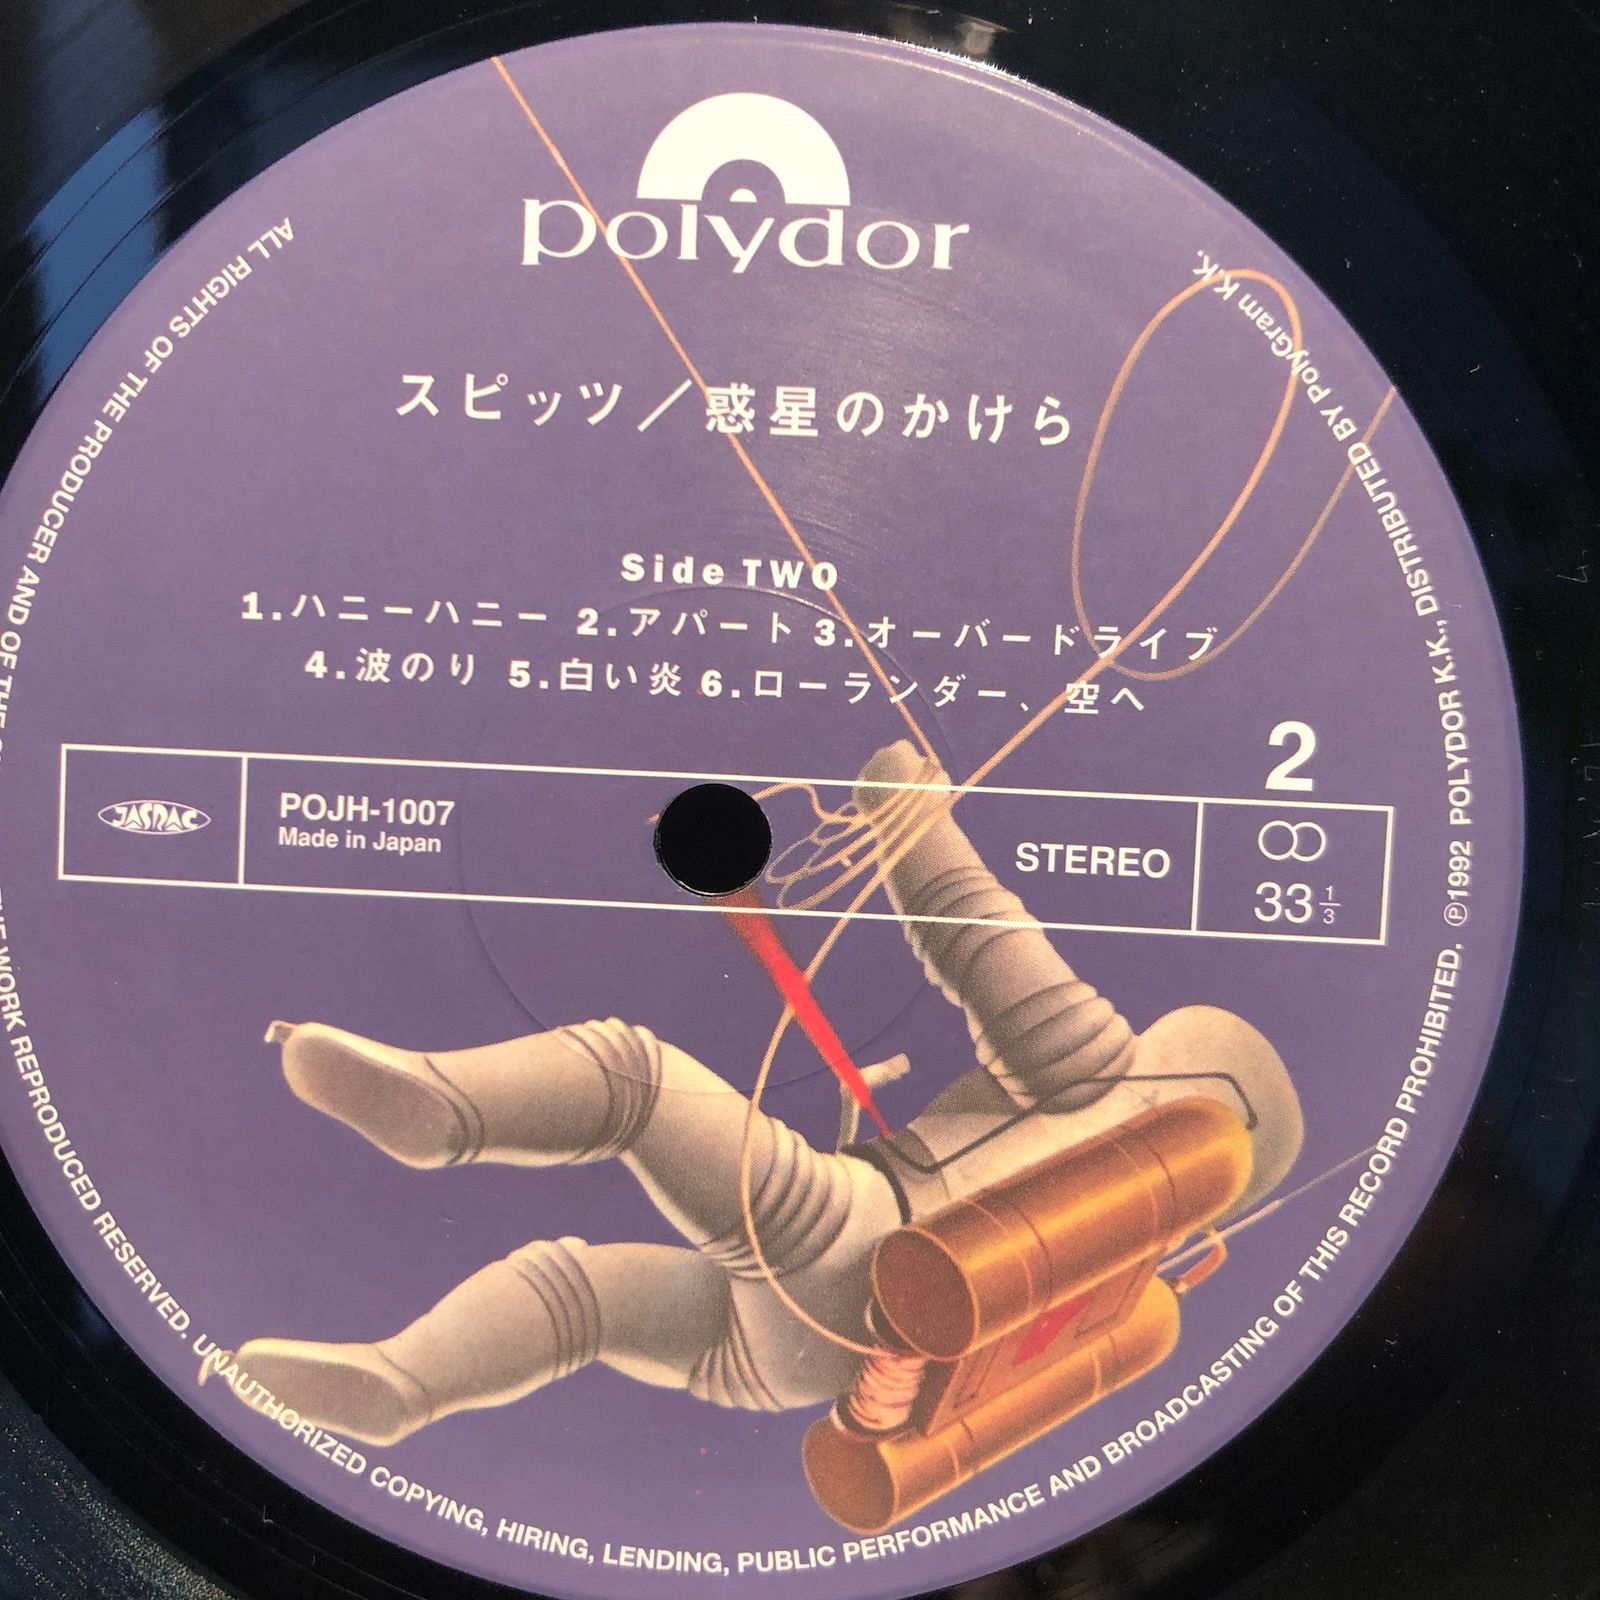 polydor
スピッツ／惑星のかけら
Side TWO
1.ハニーハニー 2.アパート 3.オーバードライブ
4.波のり 5.白い炎 6.ローランダー、空へ
2
JASRAC
POJH-1007
Made in Japan
STEREO
33 1/3
ALL RIGHTS OF THE PRODUCER AND OF THE
THE WORK REPRODUCED RESERVED. UNAUTHORIZED COPYING, HIRING, LENDING, PUBLIC PERFORMANCE AND BROADCASTING OF THIS RECORD PROHIBITED. ℗1992 POLYDOR K.K., DISTRIBUTED BY PolyGram K.K.